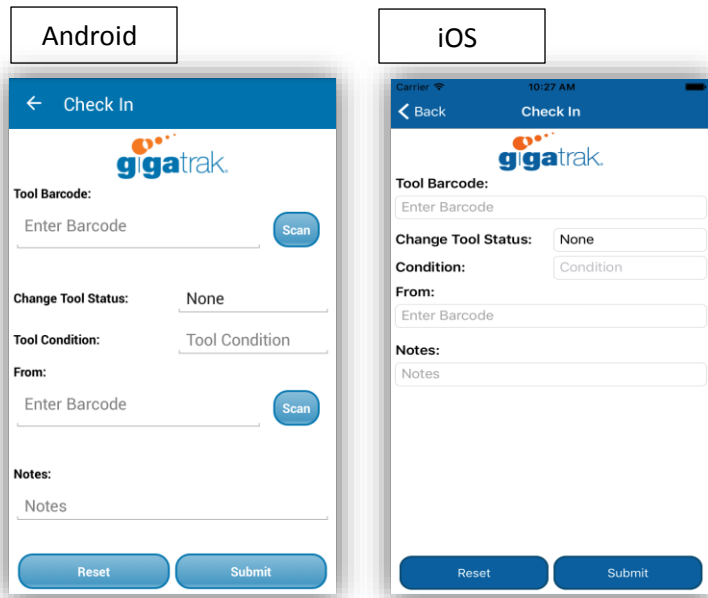 Android
← Check In
gigatrak.
Tool Barcode:
Enter Barcode
Scan
Change Tool Status: None
Tool Condition: Tool Condition
From:
Enter Barcode
Scan
Notes:
Notes
Reset Submit
iOS
Carrier 10:27 AM
Back Check In
gigatrak.
Tool Barcode:
Enter Barcode
Change Tool Status: None
Condition: Condition
From:
Enter Barcode
Notes:
Notes
Reset Submit